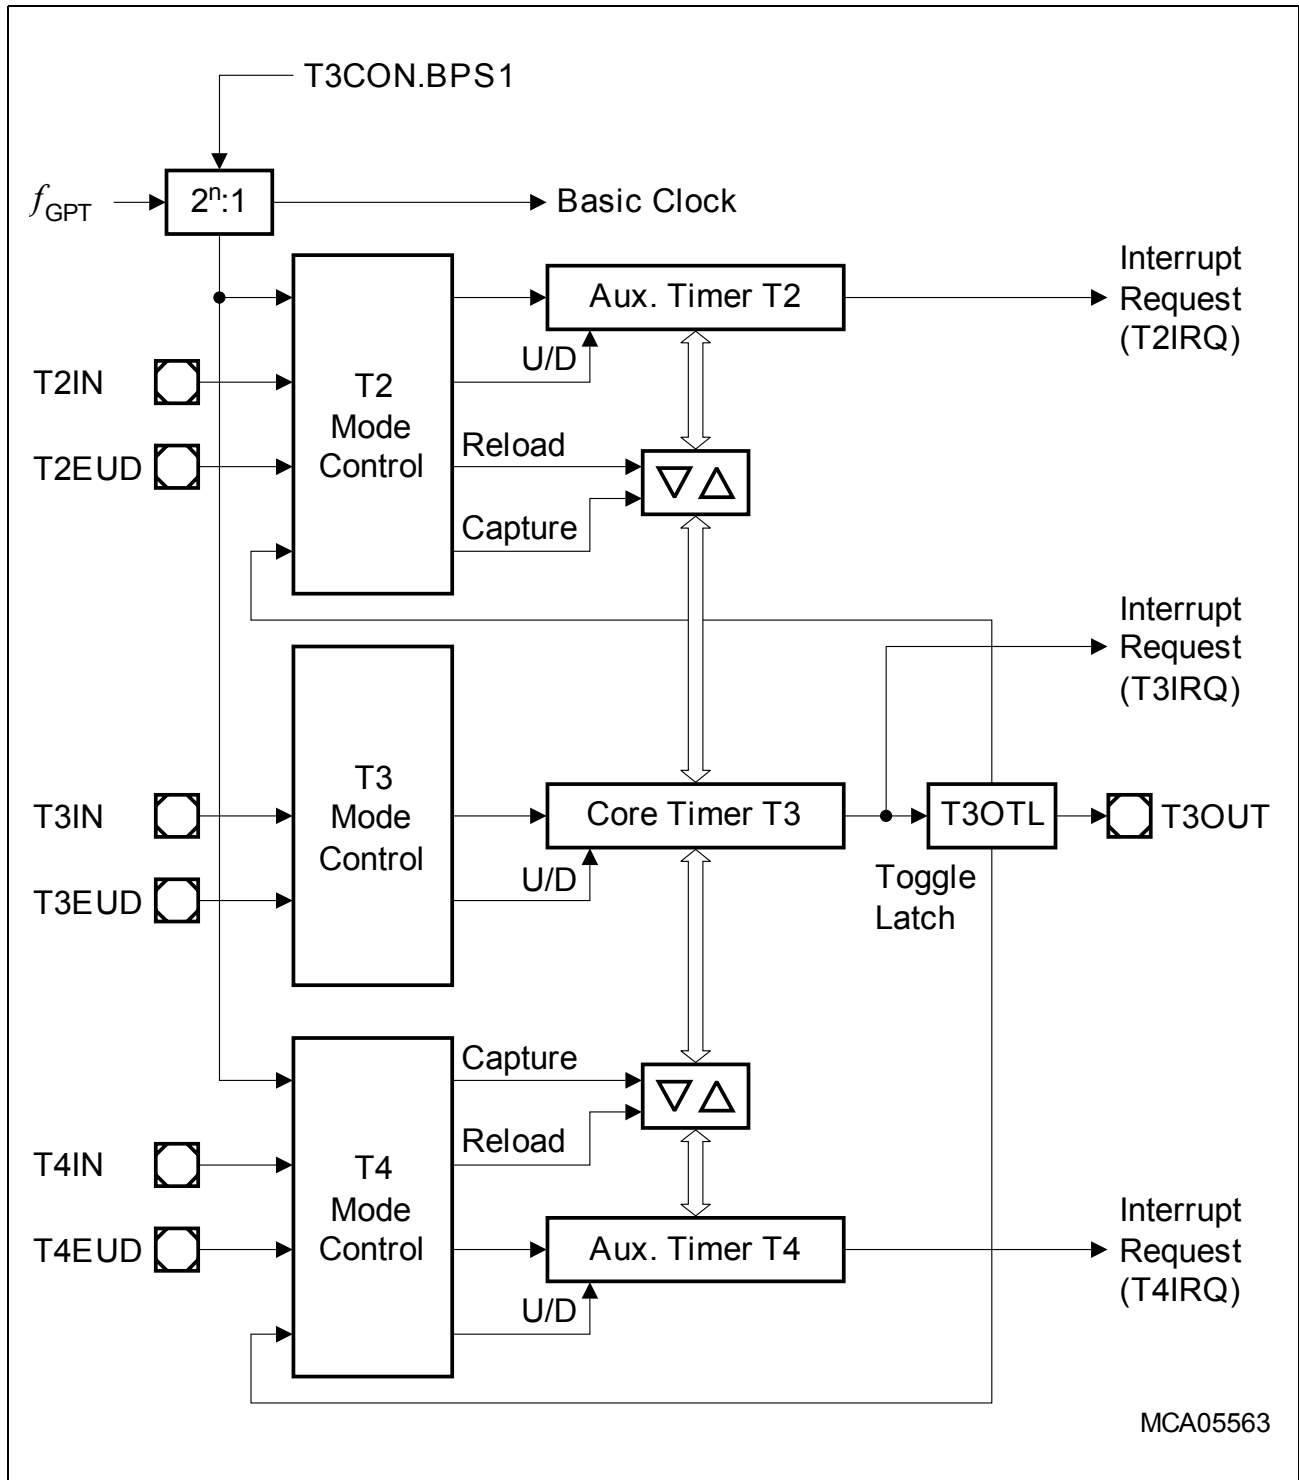 T3CON.BPS1
fGPT
2ⁿ:1
Basic Clock
Interrupt
Request
(T2IRQ)
Aux. Timer T2
U/D
T2IN
T2
Mode
Control
T2EUD
Reload
Capture
Interrupt
Request
(T3IRQ)
T3
Mode
Control
T3IN
Core Timer T3
T3OTL
T3OUT
T3EUD
U/D
Toggle
Latch
Capture
Reload
T4IN
T4
Mode
Control
T4EUD
Aux. Timer T4
U/D
Interrupt
Request
(T4IRQ)
MCA05563